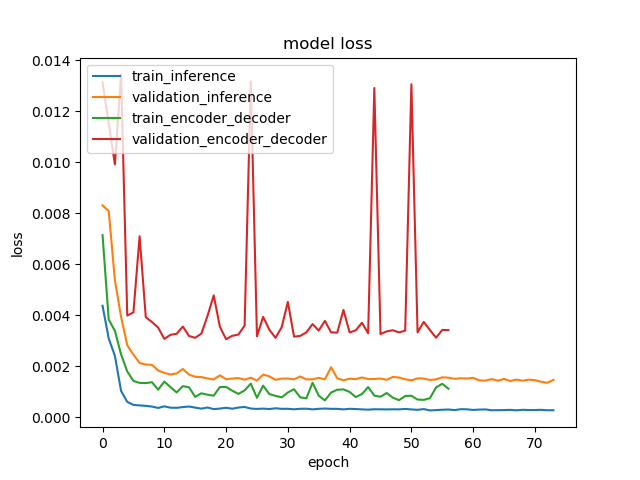 model loss
train_inference
validation_inference
train_encoder_decoder
validation_encoder_decoder
0.014
0.012
0.010
0.008
0.006
0.004
0.002
0.000
loss
0 10 20 30 40 50 60 70
epoch